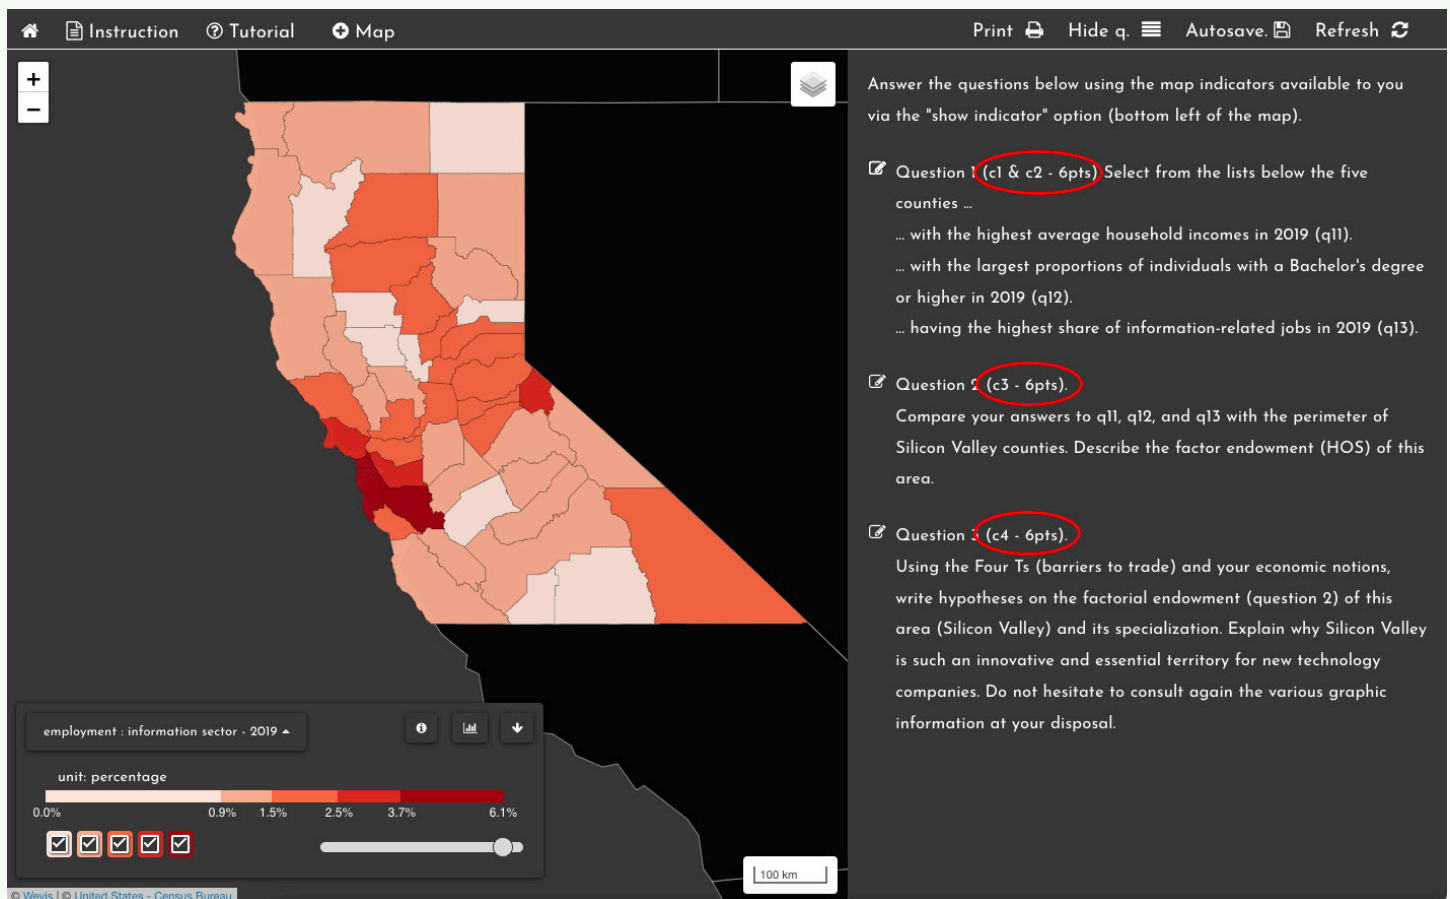 Instruction Tutorial Map Print Hide q. Autosave. Refresh
+
−
Answer the questions below using the map indicators available to you
via the "show indicator" option (bottom left of the map).
Question 1 (c1 & c2 - 6pts) Select from the lists below the five
counties ...
... with the highest average household incomes in 2019 (q11).
... with the largest proportions of individuals with a Bachelor's degree
or higher in 2019 (q12).
... having the highest share of information-related jobs in 2019 (q13).
Question 2 (c3 - 6pts).
Compare your answers to q11, q12, and q13 with the perimeter of
Silicon Valley counties. Describe the factor endowment (HOS) of this
area.
Question 3 (c4 - 6pts).
Using the Four Ts (barriers to trade) and your economic notions,
write hypotheses on the factorial endowment (question 2) of this
area (Silicon Valley) and its specialization. Explain why Silicon Valley
is such an innovative and essential territory for new technology
companies. Do not hesitate to consult again the various graphic
information at your disposal.
employment : information sector - 2019
unit: percentage
0.0% 0.9% 1.5% 2.5% 3.7% 6.1%
100 km
© Wevis | © United States - Census Bureau